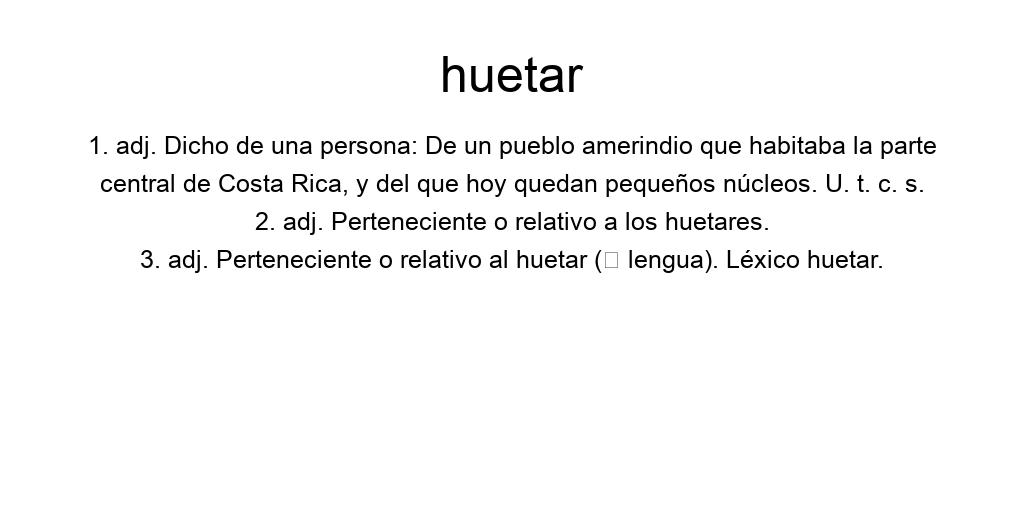 huetar
1. adj. Dicho de una persona: De un pueblo amerindio que habitaba la parte
central de Costa Rica, y del que hoy quedan pequeños núcleos. U. t. c. s.
2. adj. Perteneciente o relativo a los huetares.
3. adj. Perteneciente o relativo al huetar (□ lengua). Léxico huetar.